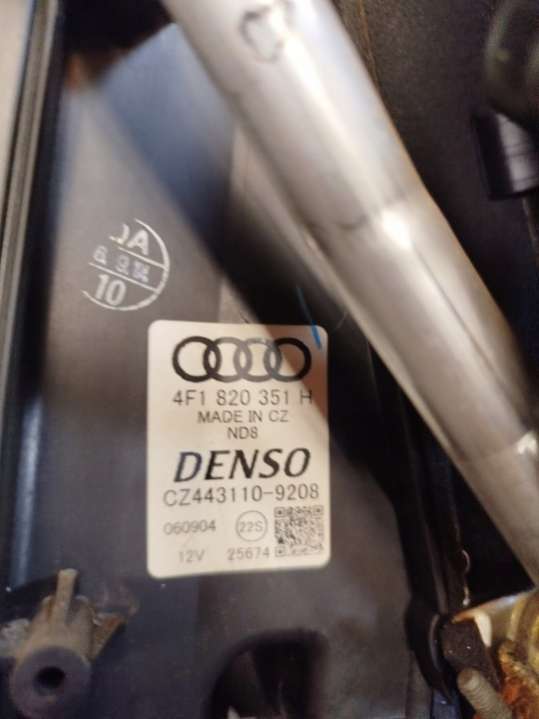 10
4F1 820 351 H
MADE IN CZ
ND8
DENSO
CZ443110-9208
060904
22S
12V
25674